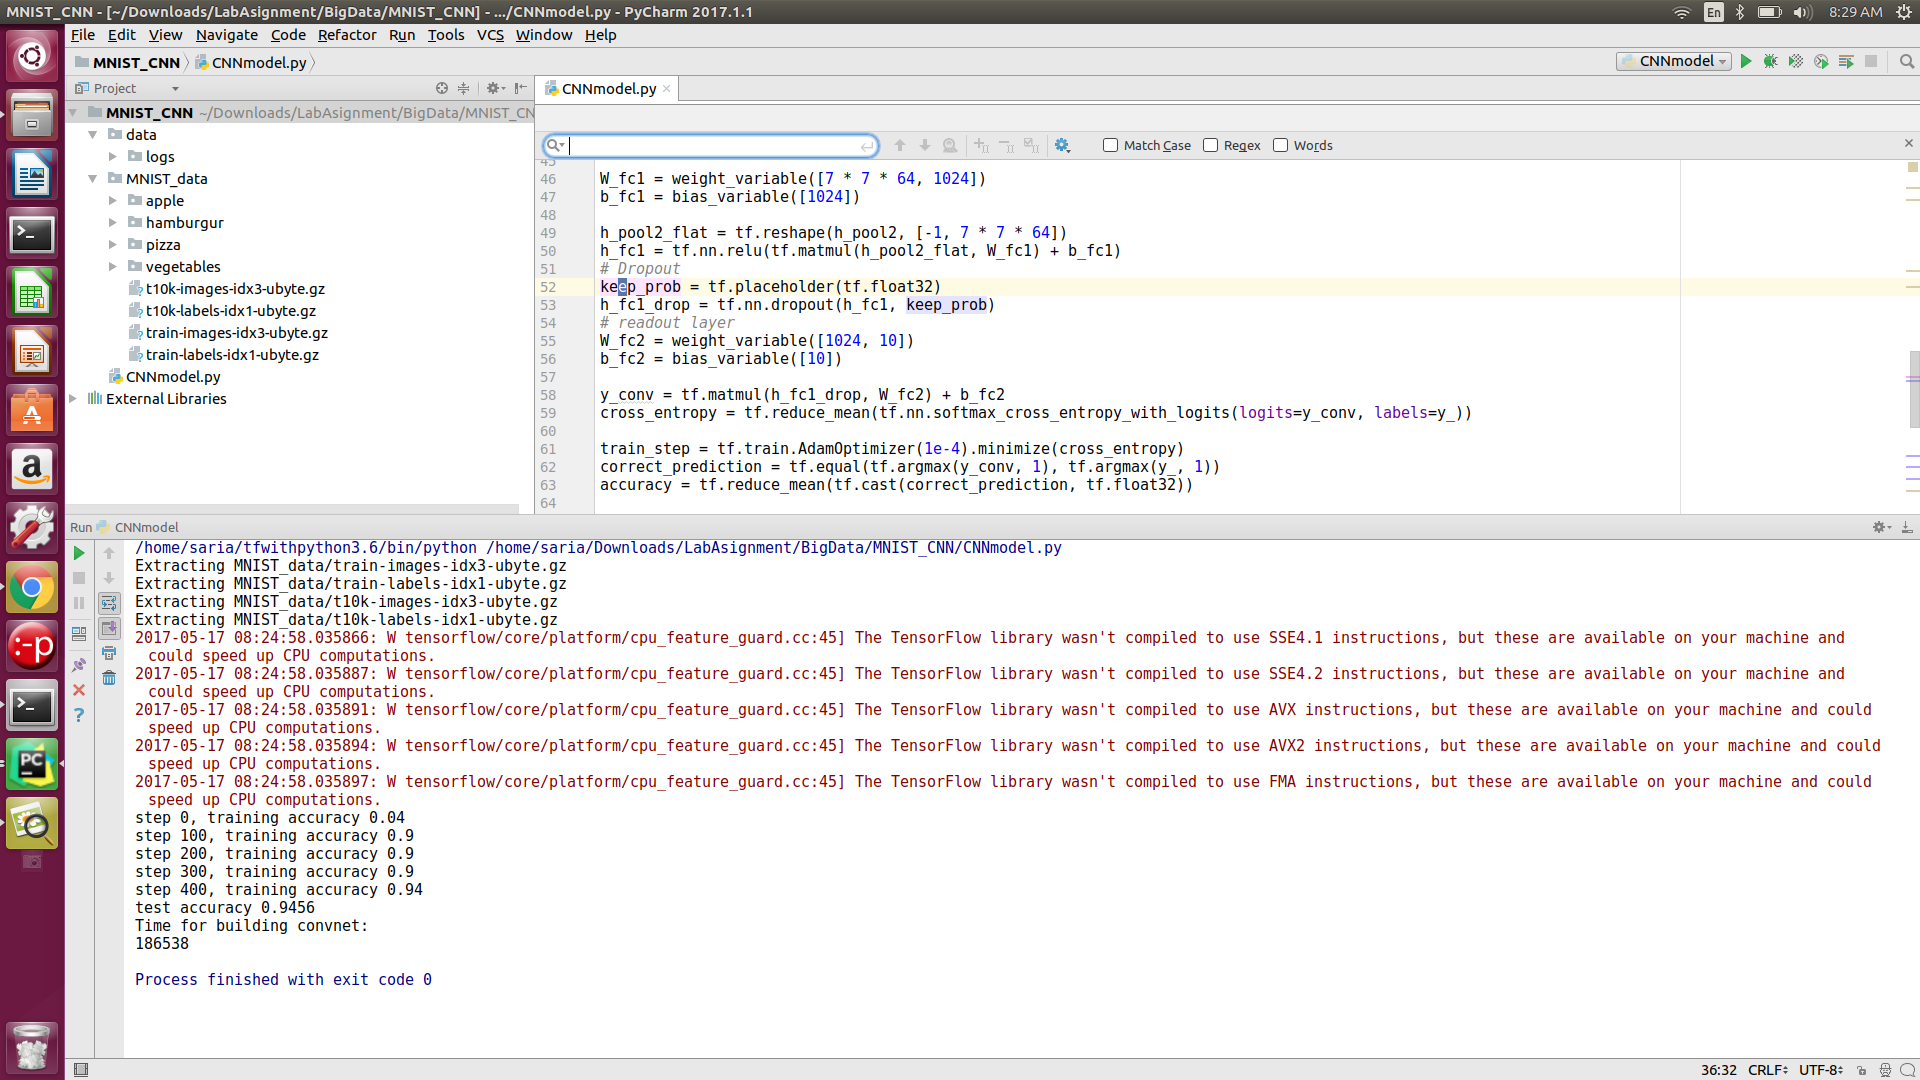 MNIST_CNN - [~/Downloads/LabAsignment/BigData/MNIST_CNN] - .../CNNmodel.py - PyCharm 2017.1.1
En
8:29 AM
File Edit View Navigate Code Refactor Run Tools VCS Window Help
MNIST_CNN CNNmodel.py
CNNmodel
Project
CNNmodel.py
MNIST_CNN ~/Downloads/LabAsignment/BigData/MNIST_CN
data
logs
MNIST_data
apple
hamburgur
pizza
vegetables
t10k-images-idx3-ubyte.gz
t10k-labels-idx1-ubyte.gz
train-images-idx3-ubyte.gz
train-labels-idx1-ubyte.gz
CNNmodel.py
External Libraries
Match Case Regex Words
45
46 W_fc1 = weight_variable([7 * 7 * 64, 1024])
47 b_fc1 = bias_variable([1024])
48
49 h_pool2_flat = tf.reshape(h_pool2, [-1, 7 * 7 * 64])
50 h_fc1 = tf.nn.relu(tf.matmul(h_pool2_flat, W_fc1) + b_fc1)
51 # Dropout
52 keep_prob = tf.placeholder(tf.float32)
53 h_fc1_drop = tf.nn.dropout(h_fc1, keep_prob)
54 # readout layer
55 W_fc2 = weight_variable([1024, 10])
56 b_fc2 = bias_variable([10])
57
58 y_conv = tf.matmul(h_fc1_drop, W_fc2) + b_fc2
59 cross_entropy = tf.reduce_mean(tf.nn.softmax_cross_entropy_with_logits(logits=y_conv, labels=y_))
60
61 train_step = tf.train.AdamOptimizer(1e-4).minimize(cross_entropy)
62 correct_prediction = tf.equal(tf.argmax(y_conv, 1), tf.argmax(y_, 1))
63 accuracy = tf.reduce_mean(tf.cast(correct_prediction, tf.float32))
64
Run CNNmodel
/home/saria/tfwithpython3.6/bin/python /home/saria/Downloads/LabAsignment/BigData/MNIST_CNN/CNNmodel.py
Extracting MNIST_data/train-images-idx3-ubyte.gz
Extracting MNIST_data/train-labels-idx1-ubyte.gz
Extracting MNIST_data/t10k-images-idx3-ubyte.gz
Extracting MNIST_data/t10k-labels-idx1-ubyte.gz
2017-05-17 08:24:58.035866: W tensorflow/core/platform/cpu_feature_guard.cc:45] The TensorFlow library wasn't compiled to use SSE4.1 instructions, but these are available on your machine and
could speed up CPU computations.
2017-05-17 08:24:58.035887: W tensorflow/core/platform/cpu_feature_guard.cc:45] The TensorFlow library wasn't compiled to use SSE4.2 instructions, but these are available on your machine and
could speed up CPU computations.
2017-05-17 08:24:58.035891: W tensorflow/core/platform/cpu_feature_guard.cc:45] The TensorFlow library wasn't compiled to use AVX instructions, but these are available on your machine and could
speed up CPU computations.
2017-05-17 08:24:58.035894: W tensorflow/core/platform/cpu_feature_guard.cc:45] The TensorFlow library wasn't compiled to use AVX2 instructions, but these are available on your machine and could
speed up CPU computations.
2017-05-17 08:24:58.035897: W tensorflow/core/platform/cpu_feature_guard.cc:45] The TensorFlow library wasn't compiled to use FMA instructions, but these are available on your machine and could
speed up CPU computations.
step 0, training accuracy 0.04
step 100, training accuracy 0.9
step 200, training accuracy 0.9
step 300, training accuracy 0.9
step 400, training accuracy 0.94
test accuracy 0.9456
Time for building convnet:
186538
Process finished with exit code 0
36:32 CRLF UTF-8